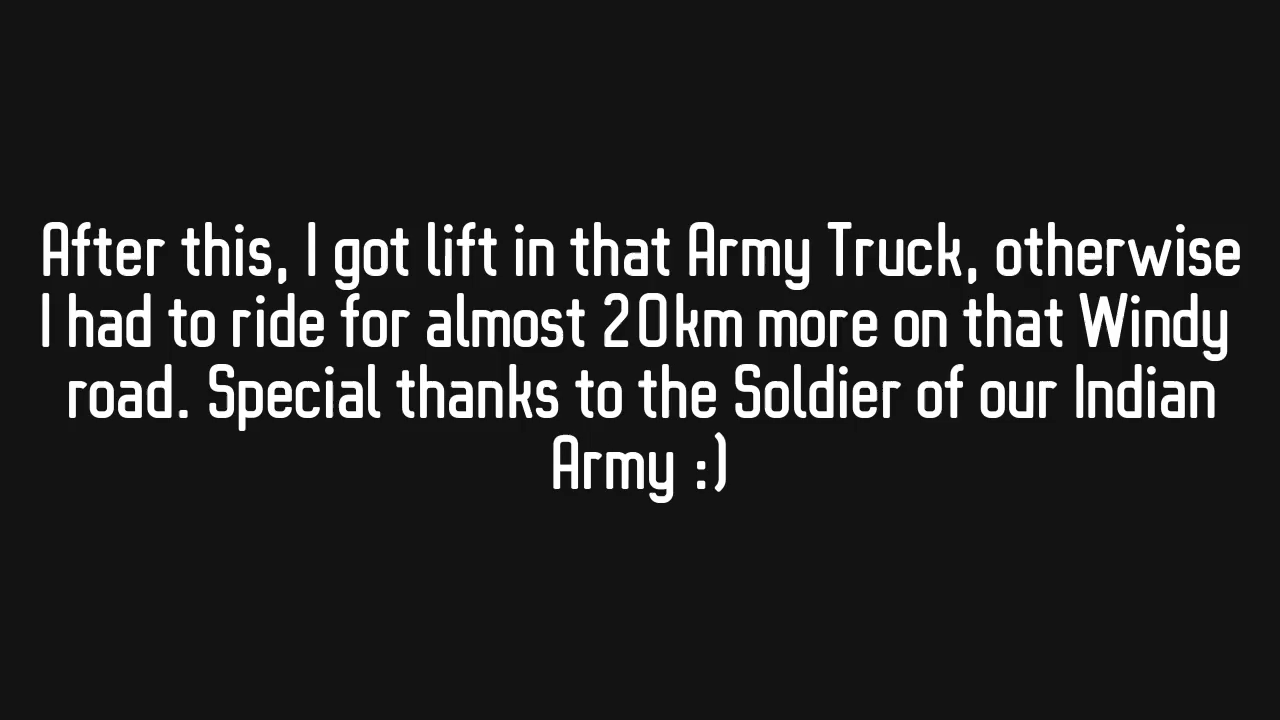 After this, I got lift in that Army Truck, otherwise
I had to ride for almost 20km more on that Windy
road. Special thanks to the Soldier of our Indian
Army :)